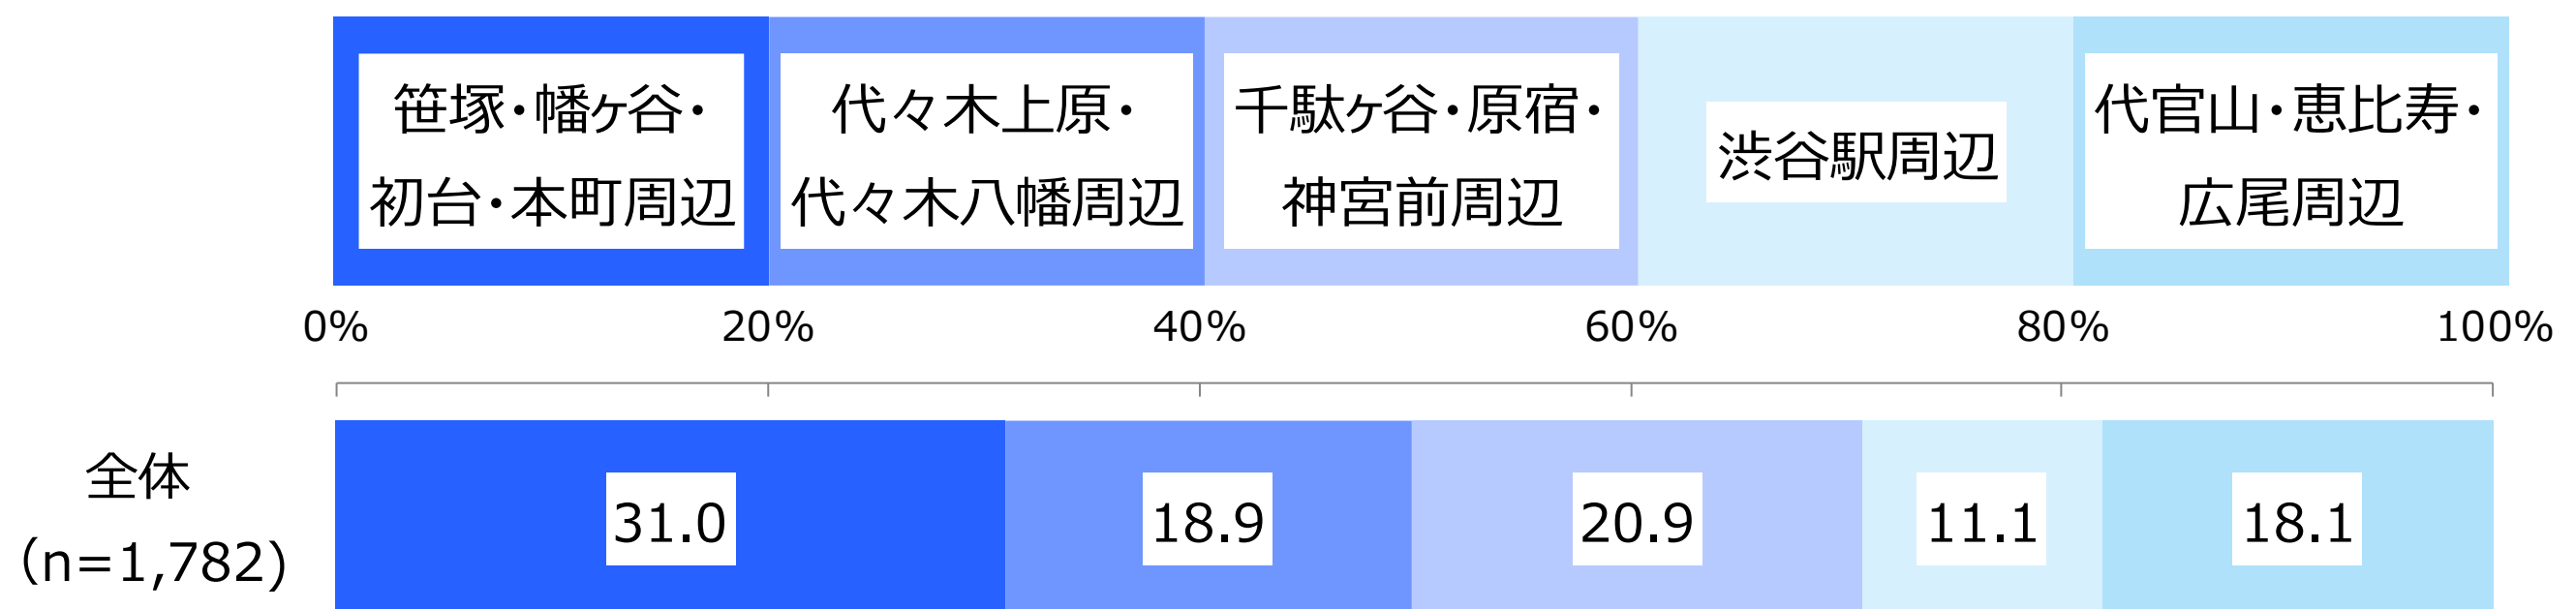 笹塚・幡ヶ谷・
初台・本町周辺
代々木上原・
代々木八幡周辺
千駄ヶ谷・原宿・
神宮前周辺
渋谷駅周辺
代官山・恵比寿・
広尾周辺
0% 20% 40% 60% 80% 100%
全体
(n=1,782)
31.0 18.9 20.9 11.1 18.1